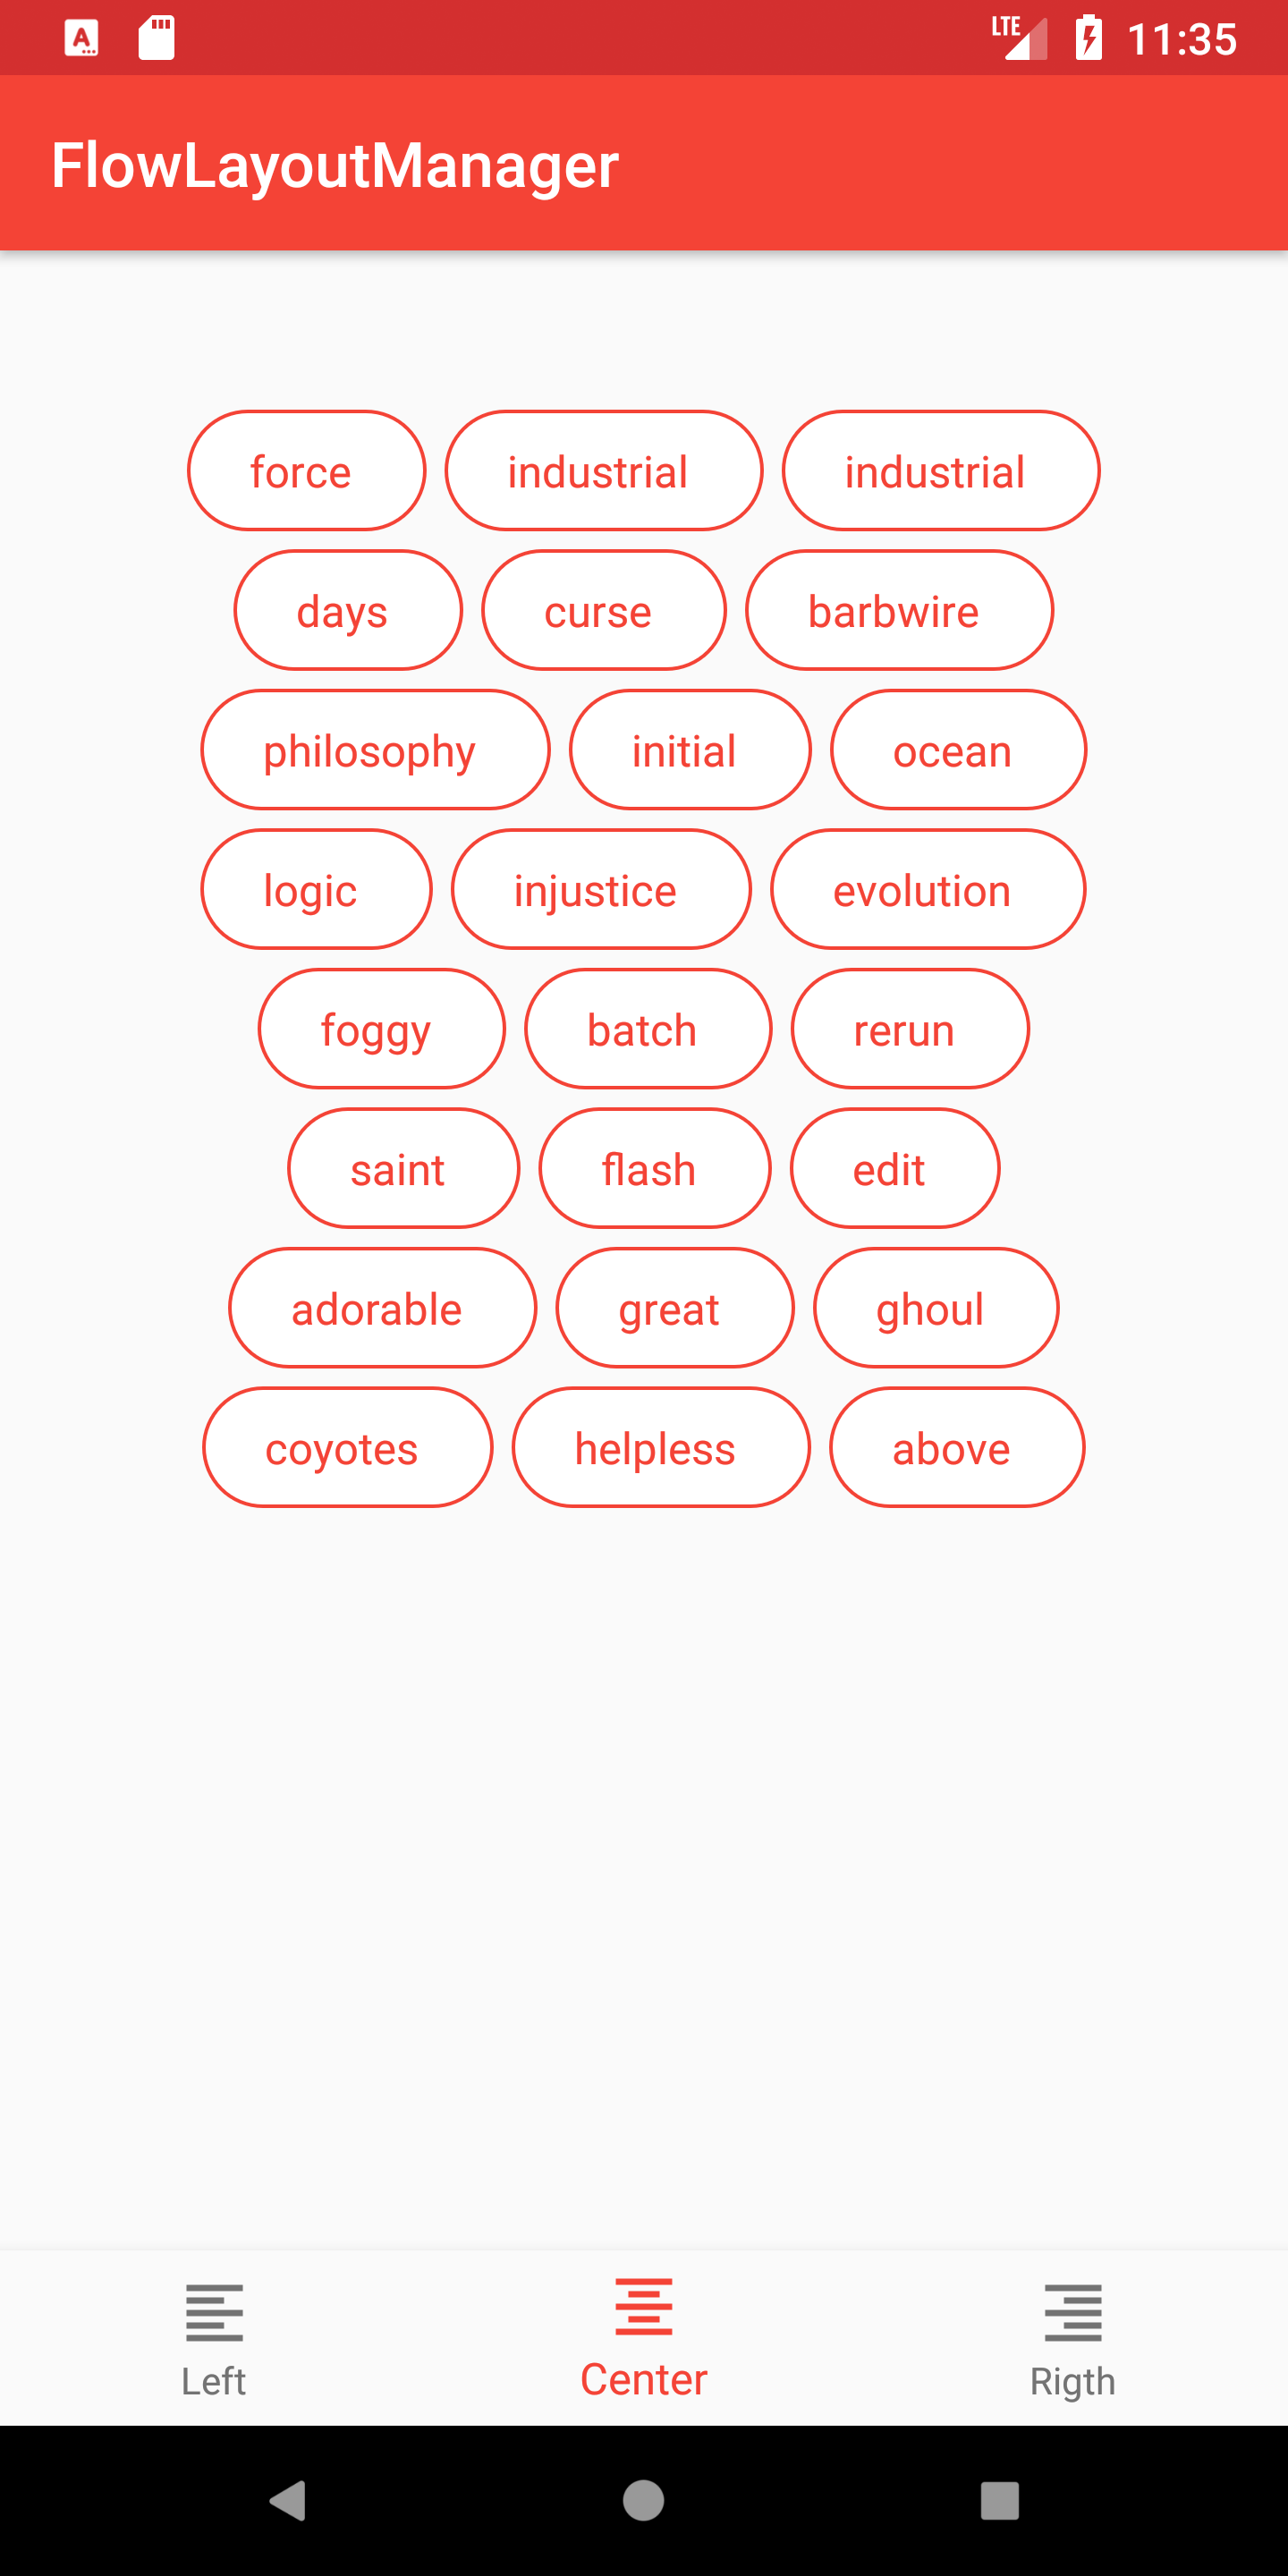 LTE 11:35
FlowLayoutManager
force industrial industrial
days curse barbwire
philosophy initial ocean
logic injustice evolution
foggy batch rerun
saint flash edit
adorable great ghoul
coyotes helpless above
Left Center Rigth